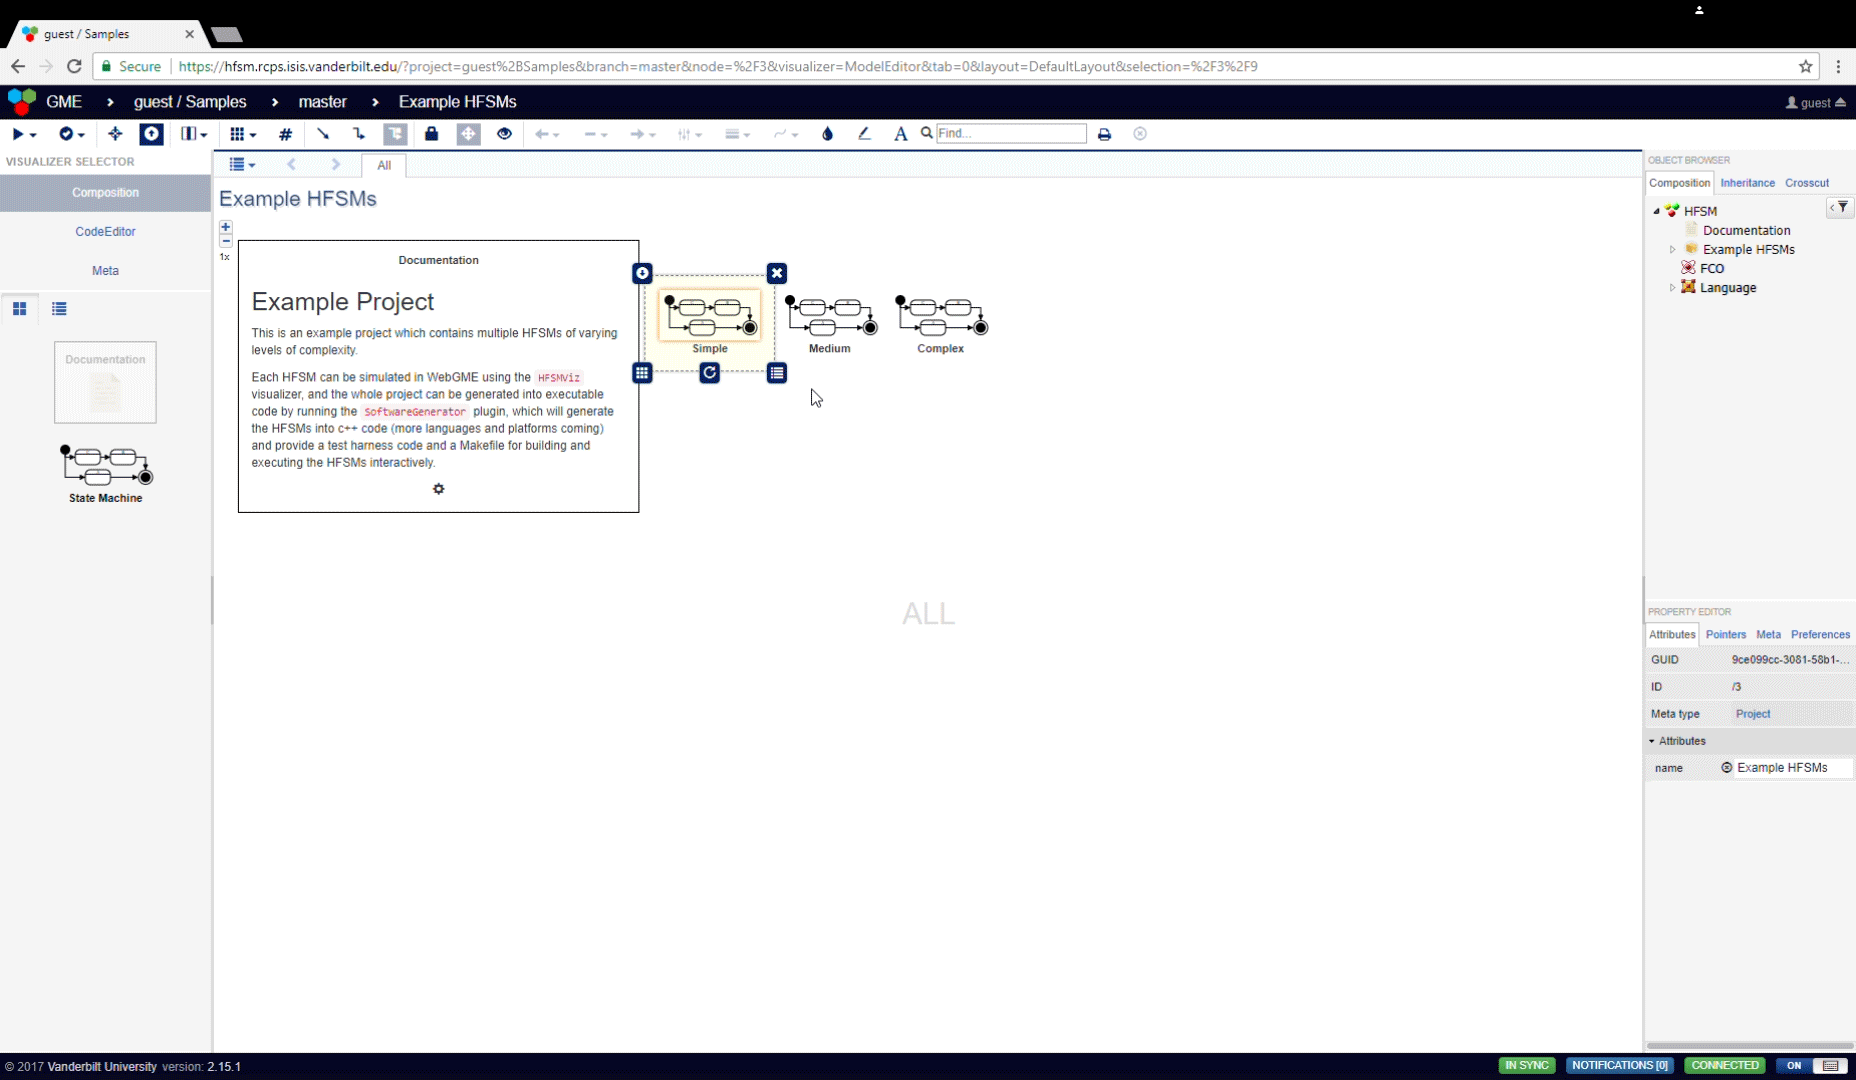 guest / Samples
Secure
https://hfsm.rcps.isis.vanderbilt.edu/?project=guest%2BSamples&branch=master&node=%2F3&visualizer=ModelEditor&tab=0&layout=DefaultLayout&selection=%2F3%2F9
GME › guest / Samples › master › Example HFSMs
guest
Find...
VISUALIZER SELECTOR
Composition
CodeEditor
Meta
Documentation
State Machine
All
Example HFSMs
1x
Documentation
Example Project
This is an example project which contains multiple HFSMs of varying
levels of complexity.
Each HFSM can be simulated in WebGME using the HFSMViz
visualizer, and the whole project can be generated into executable
code by running the SoftwareGenerator plugin, which will generate
the HFSMs into c++ code (more languages and platforms coming)
and provide a test harness code and a Makefile for building and
executing the HFSMs interactively.
Simple
Medium
Complex
ALL
OBJECT BROWSER
Composition Inheritance Crosscut
HFSM
Documentation
Example HFSMs
FCO
Language
PROPERTY EDITOR
Attributes Pointers Meta Preferences
GUID 9ce099cc-3081-58b1-...
ID /3
Meta type Project
Attributes
name Example HFSMs
© 2017 Vanderbilt University version: 2.15.1
IN SYNC NOTIFICATIONS [0] CONNECTED ON